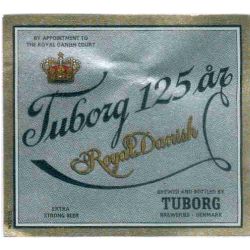 BY APPOINTMENT TO
THE ROYAL DANISH COURT
Tuborg 125 år
Royal Danish
EXTRA
STRONG BEER
BREWED AND BOTTLED BY
TUBORG
BREWERIES - DENMARK